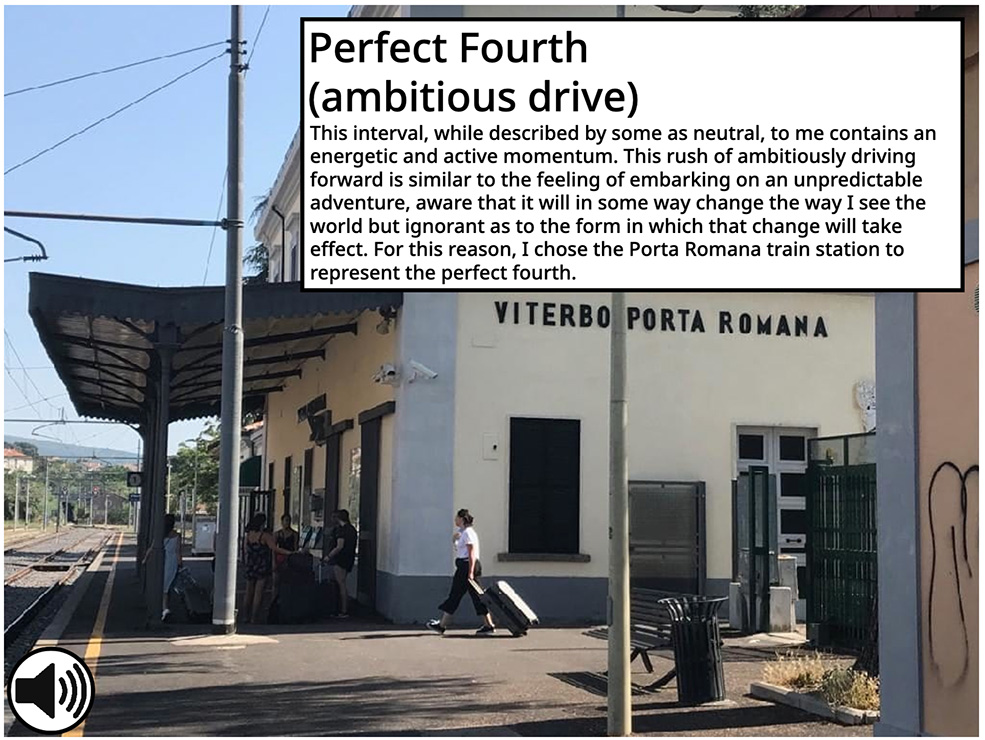 Perfect Fourth
(ambitious drive)
This interval, while described by some as neutral, to me contains an
energetic and active momentum. This rush of ambitiously driving
forward is similar to the feeling of embarking on an unpredictable
adventure, aware that it will in some way change the way I see the
world but ignorant as to the form in which that change will take
effect. For this reason, I chose the Porta Romana train station to
represent the perfect fourth.
VITERBO PORTA ROMANA